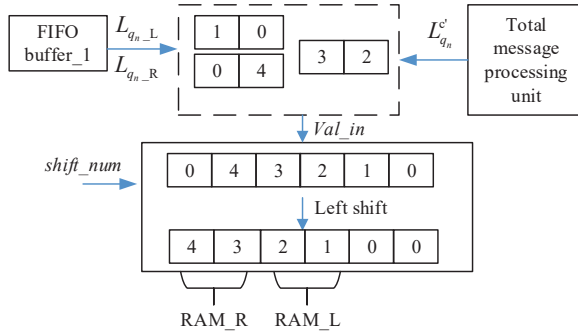 FIFO
buffer_1
L_{q_n_L}
L_{q_n_R}
1 0
0 4
3 2
L_{q_n}^{c'}
Total
message
processing
unit
Val_in
shift_num
0 4 3 2 1 0
Left shift
4 3 2 1 0 0
RAM_R RAM_L